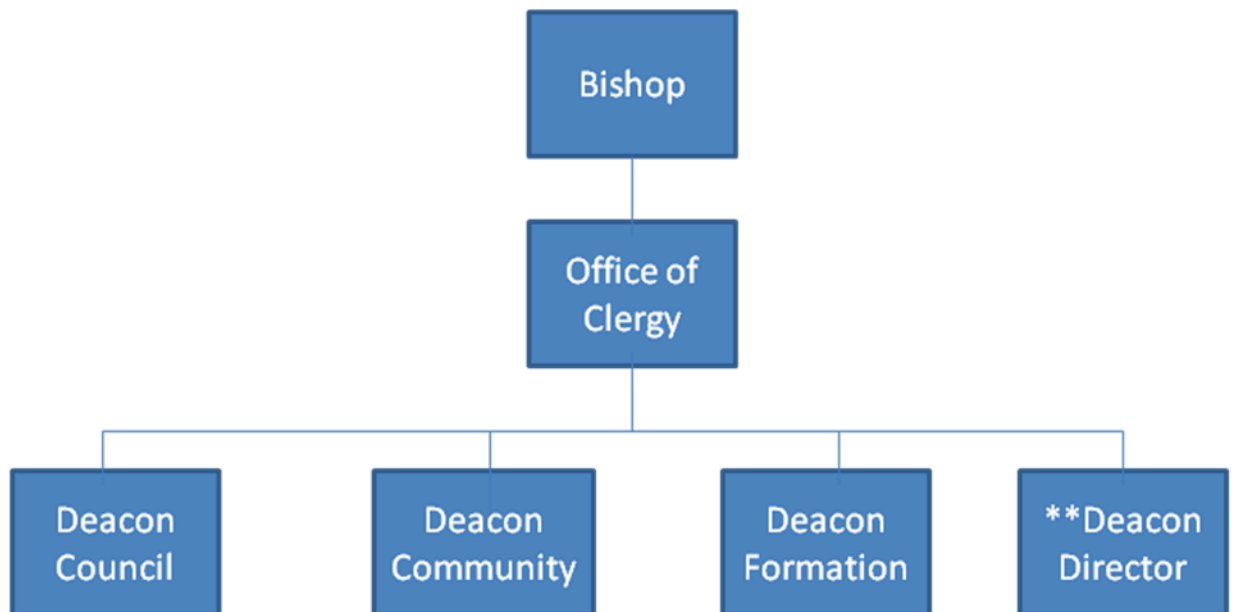 Bishop
Office of
Clergy
Deacon
Council
Deacon
Community
Deacon
Formation
**Deacon
Director